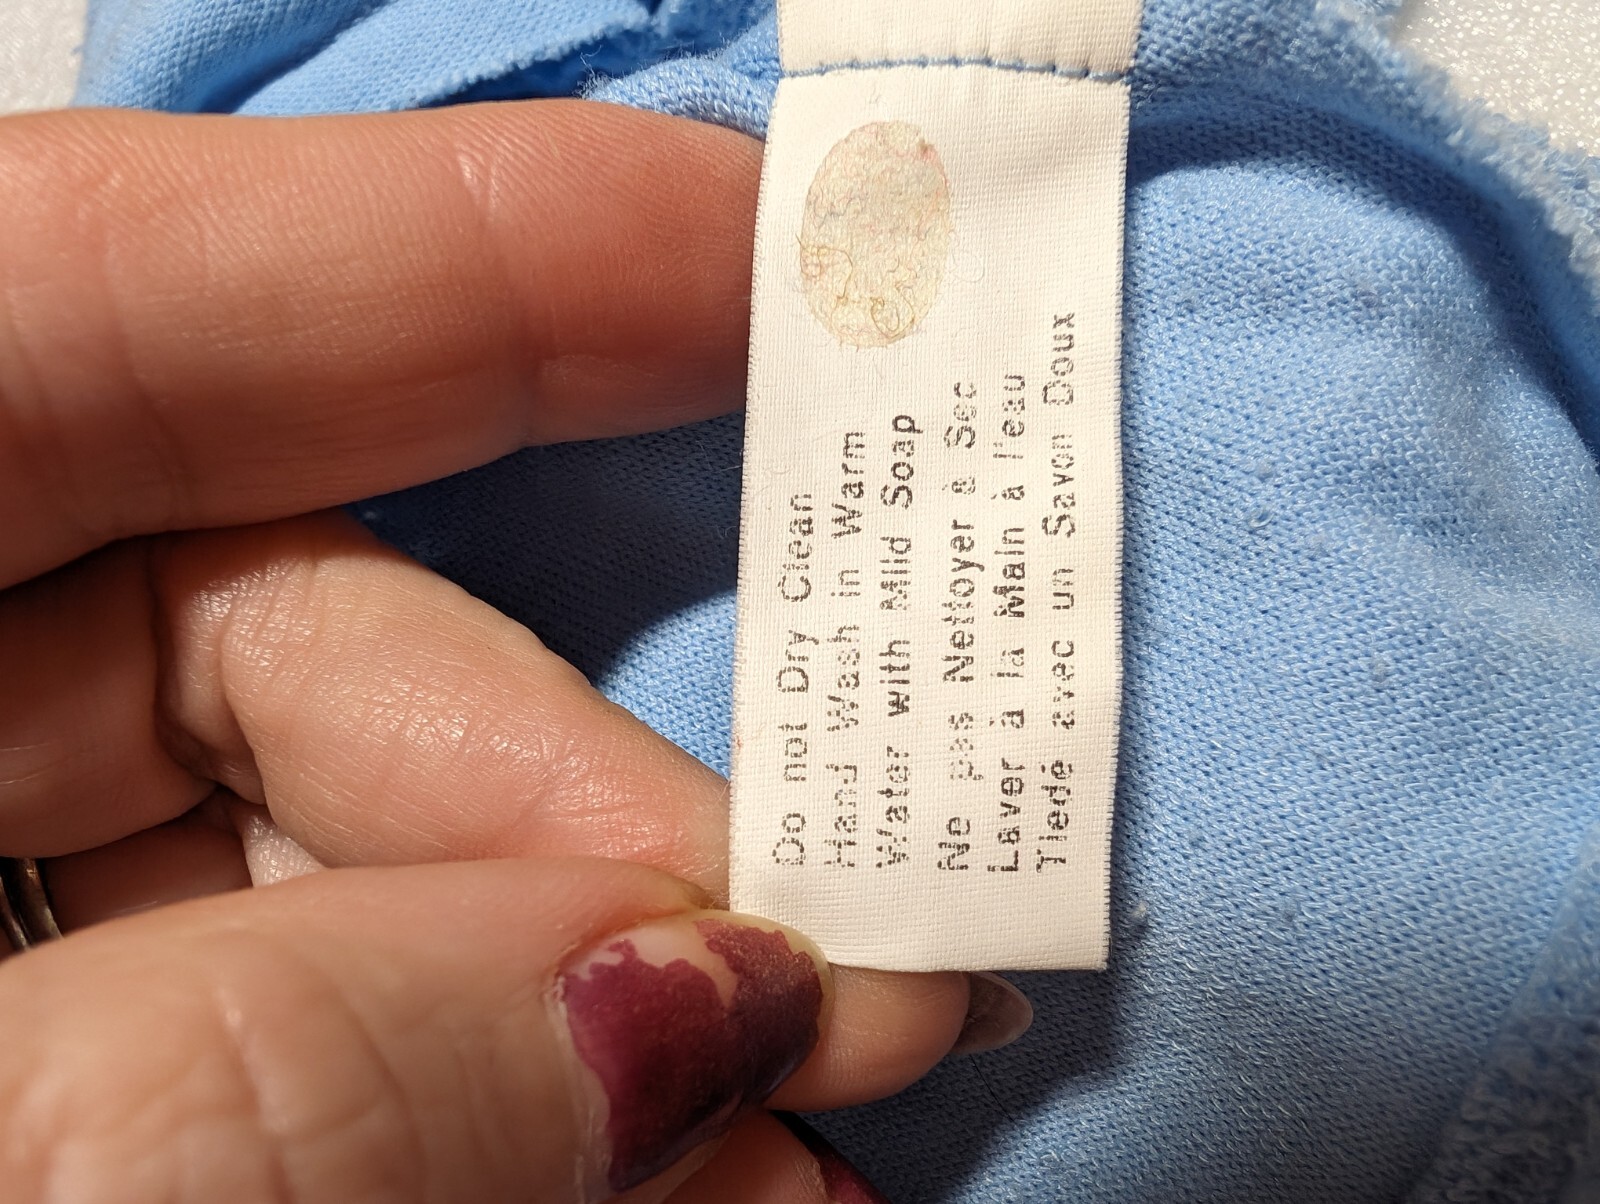 Do not Dry Clean
Hand Wash in Warm
Water with Mild Soap
Ne pas Nettoyer à Sec
Laver à la Main à l'eau
Tiedé avec un Savon Doux